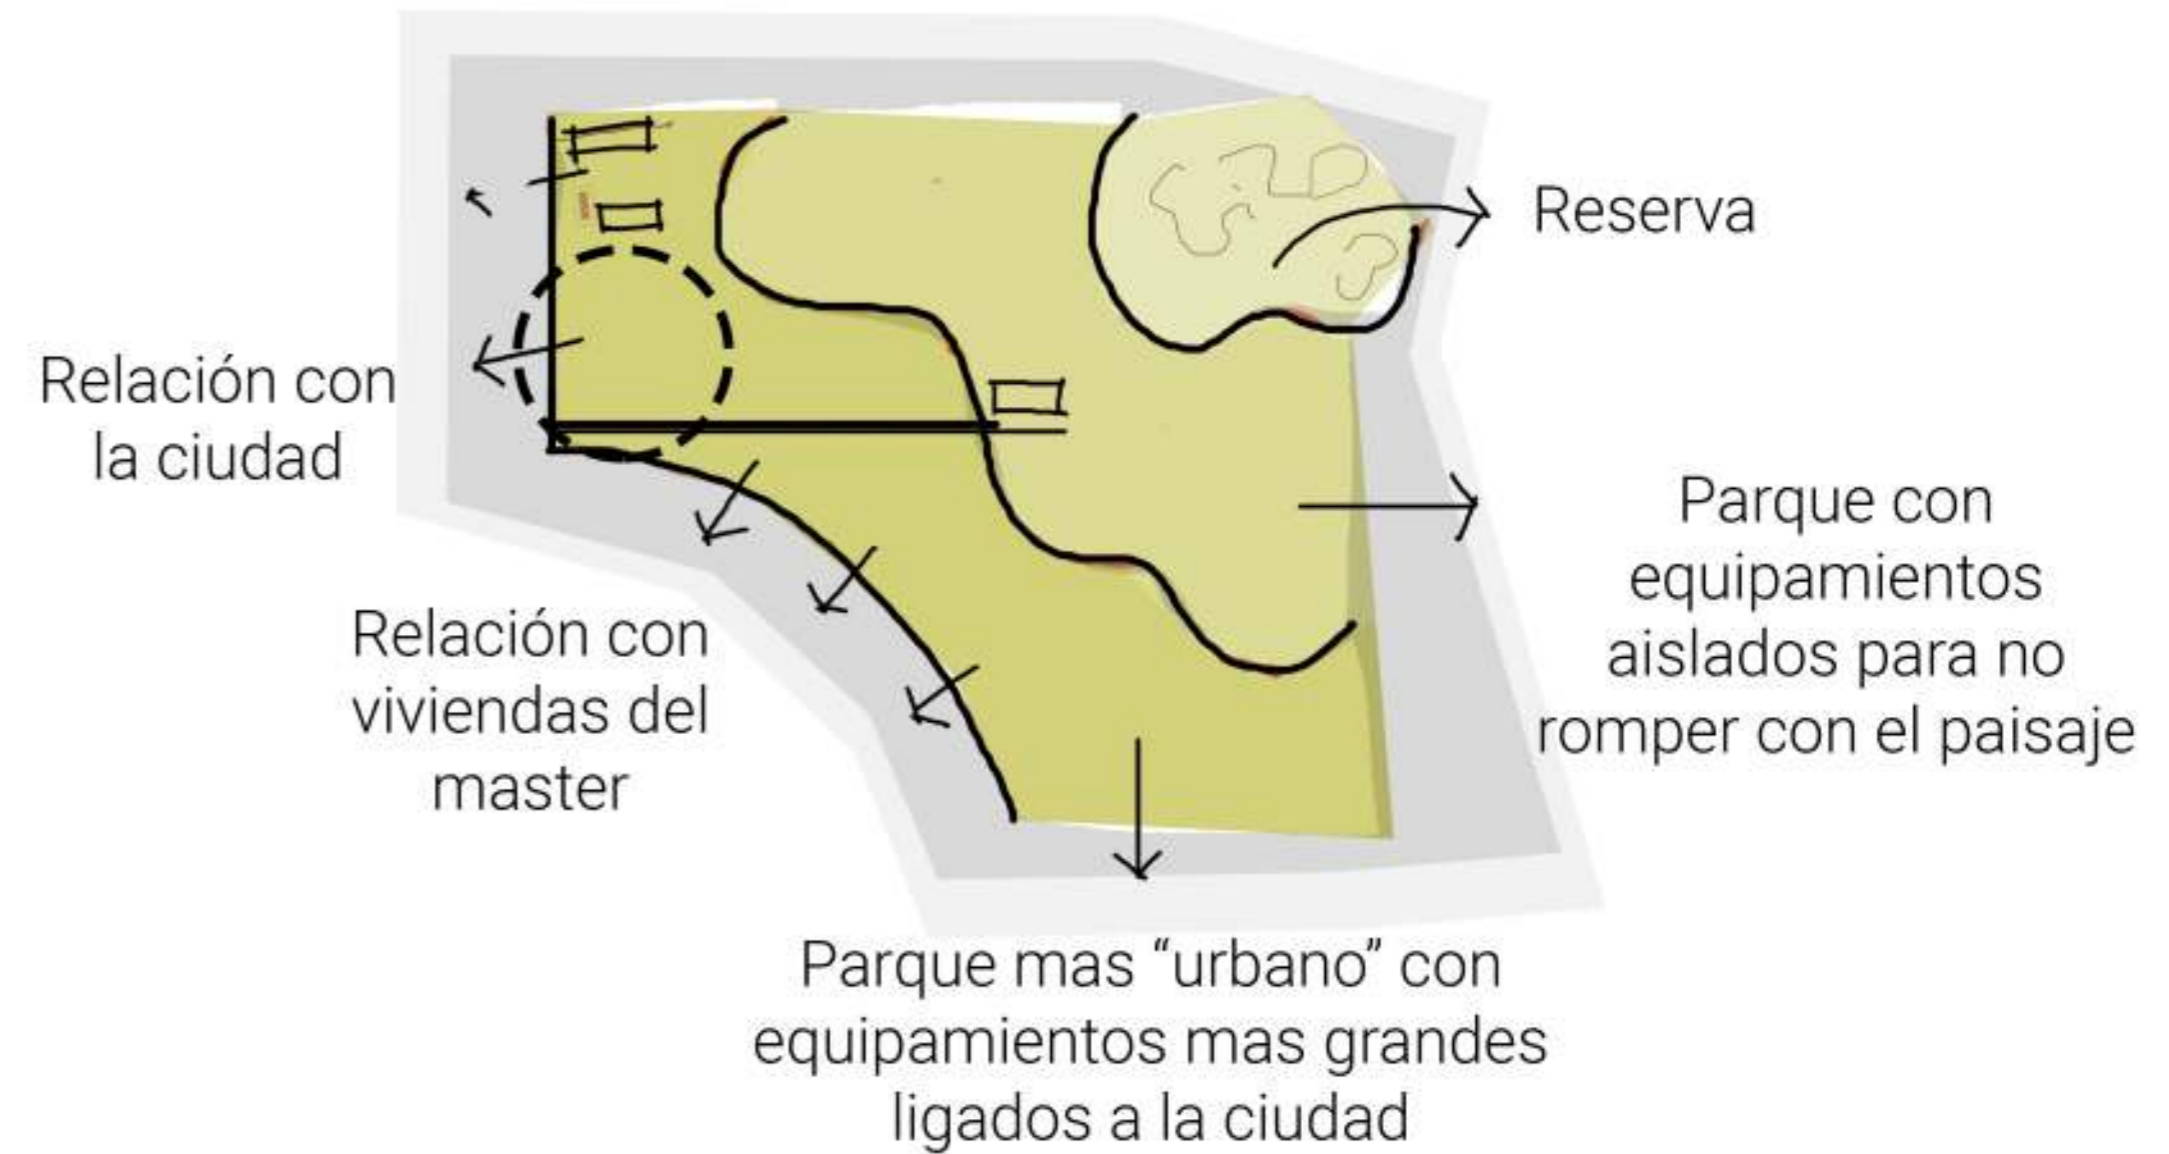 Reserva
Relación con
la ciudad
Parque con
equipamientos
aislados para no
romper con el paisaje
Relación con
viviendas del
master
Parque mas “urbano” con
equipamientos mas grandes
ligados a la ciudad